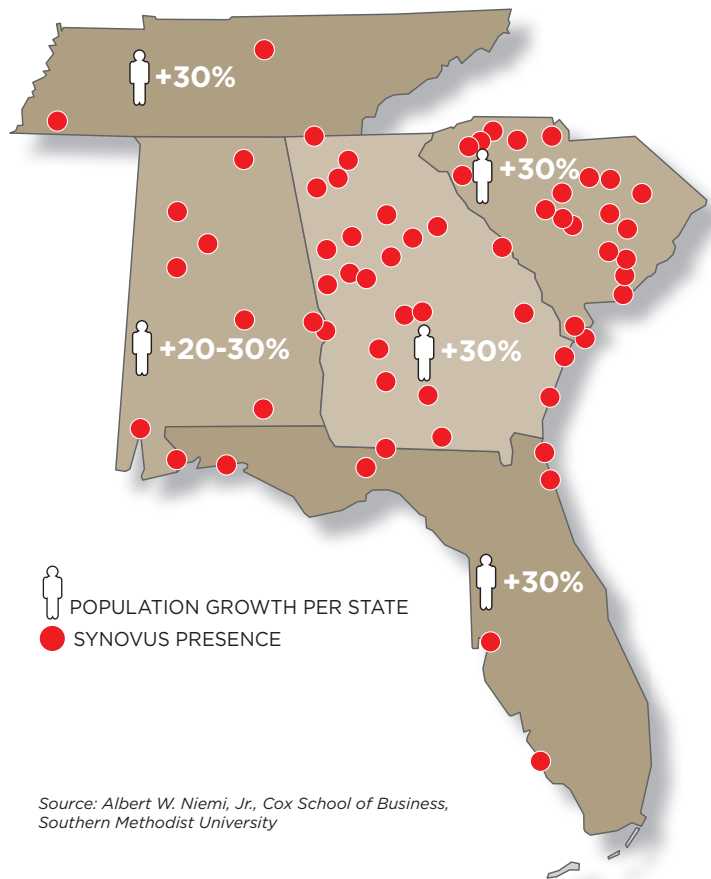 +30%
+30%
+20-30%
+30%
+30%
POPULATION GROWTH PER STATE
SYNOVUS PRESENCE
Source: Albert W. Niemi, Jr., Cox School of Business,
Southern Methodist University